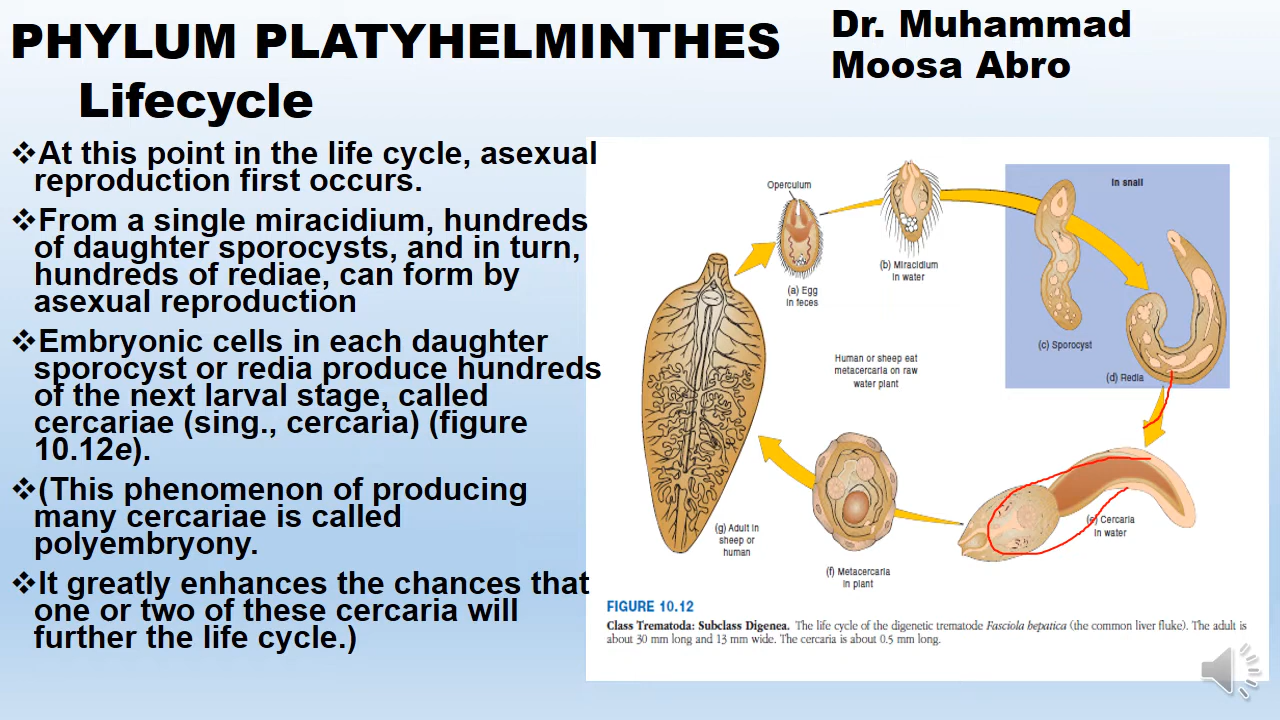 PHYLUM PLATYHELMINTHES
Lifecycle
Dr. Muhammad
Moosa Abro
❖At this point in the life cycle, asexual
reproduction first occurs.
❖From a single miracidium, hundreds
of daughter sporocysts, and in turn,
hundreds of rediae, can form by
asexual reproduction
❖Embryonic cells in each daughter
sporocyst or redia produce hundreds
of the next larval stage, called
cercariae (sing., cercaria) (figure
10.12e).
❖(This phenomenon of producing
many cercariae is called
polyembryony.
❖It greatly enhances the chances that
one or two of these cercaria will
further the life cycle.)
Operculum
(a) Egg
in feces
(b) Miracidium
in water
In snail
(c) Sporocyst
(d) Redia
Human or sheep eat
metacercaria on raw
water plant
(e) Cercaria
in water
(f) Metacercaria
in plant
(g) Adult in
sheep or
human
FIGURE 10.12
Class Trematoda: Subclass Digenea. The life cycle of the digenetic trematode Fasciola hepatica (the common liver fluke). The adult is
about 30 mm long and 13 mm wide. The cercaria is about 0.5 mm long.